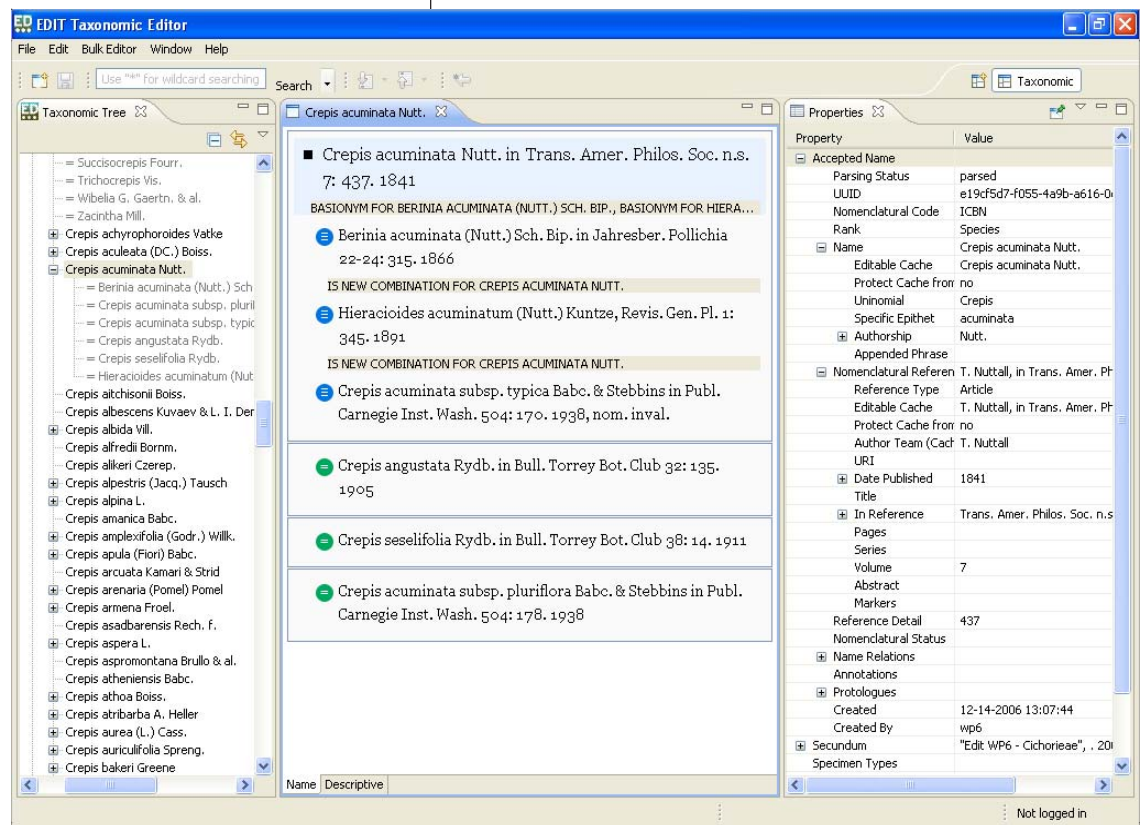 EDIT Taxonomic Editor
File Edit Bulk Editor Window Help
Use "*" for wildcard searching Search Taxonomic
Taxonomic Tree
= Succisocrepis Fourr.
= Trichocrepis Vis.
= Wibelia G. Gaertn. & al.
= Zacintha Mill.
Crepis achyrophoroides Vatke
Crepis aculeata (DC.) Boiss.
Crepis acuminata Nutt.
= Berinia acuminata (Nutt.) Sch
= Crepis acuminata subsp. pluril
= Crepis acuminata subsp. typic
= Crepis angustata Rydb.
= Crepis seselifolia Rydb.
= Hieracioides acuminatum (Nut
Crepis aitchisonii Boiss.
Crepis albescens Kuvaev & L. I. Der
Crepis albida Vill.
Crepis alfredii Bornm.
Crepis alikeri Czerep.
Crepis alpestris (Jacq.) Tausch
Crepis alpina L.
Crepis amanica Babc.
Crepis amplexifolia (Godr.) Willk.
Crepis apula (Fiori) Babc.
Crepis arcuata Kamari & Strid
Crepis arenaria (Pomel) Pomel
Crepis armena Froel.
Crepis asadbarensis Rech. f.
Crepis aspera L.
Crepis aspromontana Brullo & al.
Crepis atheniensis Babc.
Crepis athoa Boiss.
Crepis atribarba A. Heller
Crepis aurea (L.) Cass.
Crepis auriculifolia Spreng.
Crepis bakeri Greene
Crepis acuminata Nutt.
Crepis acuminata Nutt. in Trans. Amer. Philos. Soc. n.s.
7: 437. 1841
BASIONYM FOR BERINIA ACUMINATA (NUTT.) SCH. BIP., BASIONYM FOR HIERA...
Berinia acuminata (Nutt.) Sch. Bip. in Jahresber. Pollichia
22-24: 315. 1866
IS NEW COMBINATION FOR CREPIS ACUMINATA NUTT.
Hieracioides acuminatum (Nutt.) Kuntze, Revis. Gen. Pl. 1:
345. 1891
IS NEW COMBINATION FOR CREPIS ACUMINATA NUTT.
Crepis acuminata subsp. typica Babc. & Stebbins in Publ.
Carnegie Inst. Wash. 504: 170. 1938, nom. inval.
Crepis angustata Rydb. in Bull. Torrey Bot. Club 32: 135.
1905
Crepis seselifolia Rydb. in Bull. Torrey Bot. Club 38: 14. 1911
Crepis acuminata subsp. pluriflora Babc. & Stebbins in Publ.
Carnegie Inst. Wash. 504: 178. 1938
Name Descriptive
Properties
Property Value
Accepted Name
Parsing Status parsed
UUID e19cf5d7-f055-4a9b-a616-0
Nomenclatural Code ICBN
Rank Species
Name Crepis acuminata Nutt.
Editable Cache Crepis acuminata Nutt.
Protect Cache from no
Uninomial Crepis
Specific Epithet acuminata
Authorship Nutt.
Appended Phrase
Nomenclatural Referen T. Nuttall, in Trans. Amer. Ph
Reference Type Article
Editable Cache T. Nuttall, in Trans. Amer. Ph
Protect Cache from no
Author Team (Cach T. Nuttall
URI
Date Published 1841
Title
In Reference Trans. Amer. Philos. Soc. n.s
Pages
Series
Volume 7
Abstract
Markers
Reference Detail 437
Nomenclatural Status
Name Relations
Annotations
Protologues
Created 12-14-2006 13:07:44
Created By wp6
Secundum "Edit WP6 - Cichorieae", . 20
Specimen Types
Not logged in